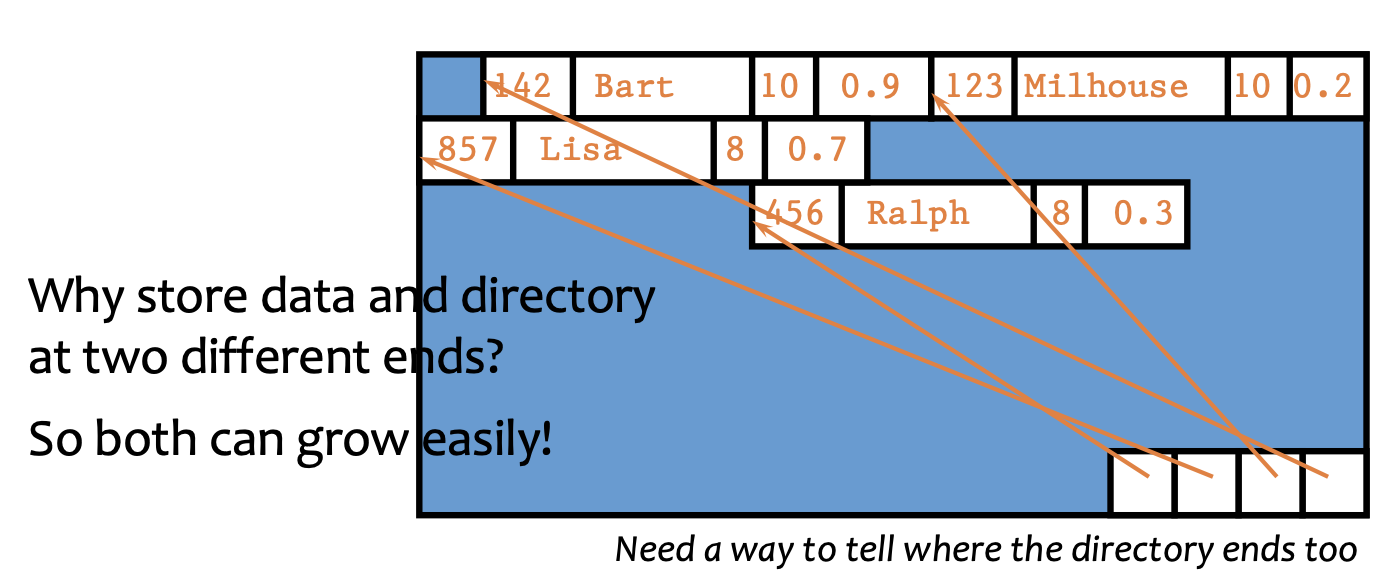 142 Bart 10 0.9 123 Milhouse 10 0.2
857 Lisa 8 0.7
456 Ralph 8 0.3
Why store data and directory
at two different ends?
So both can grow easily!
Need a way to tell where the directory ends too